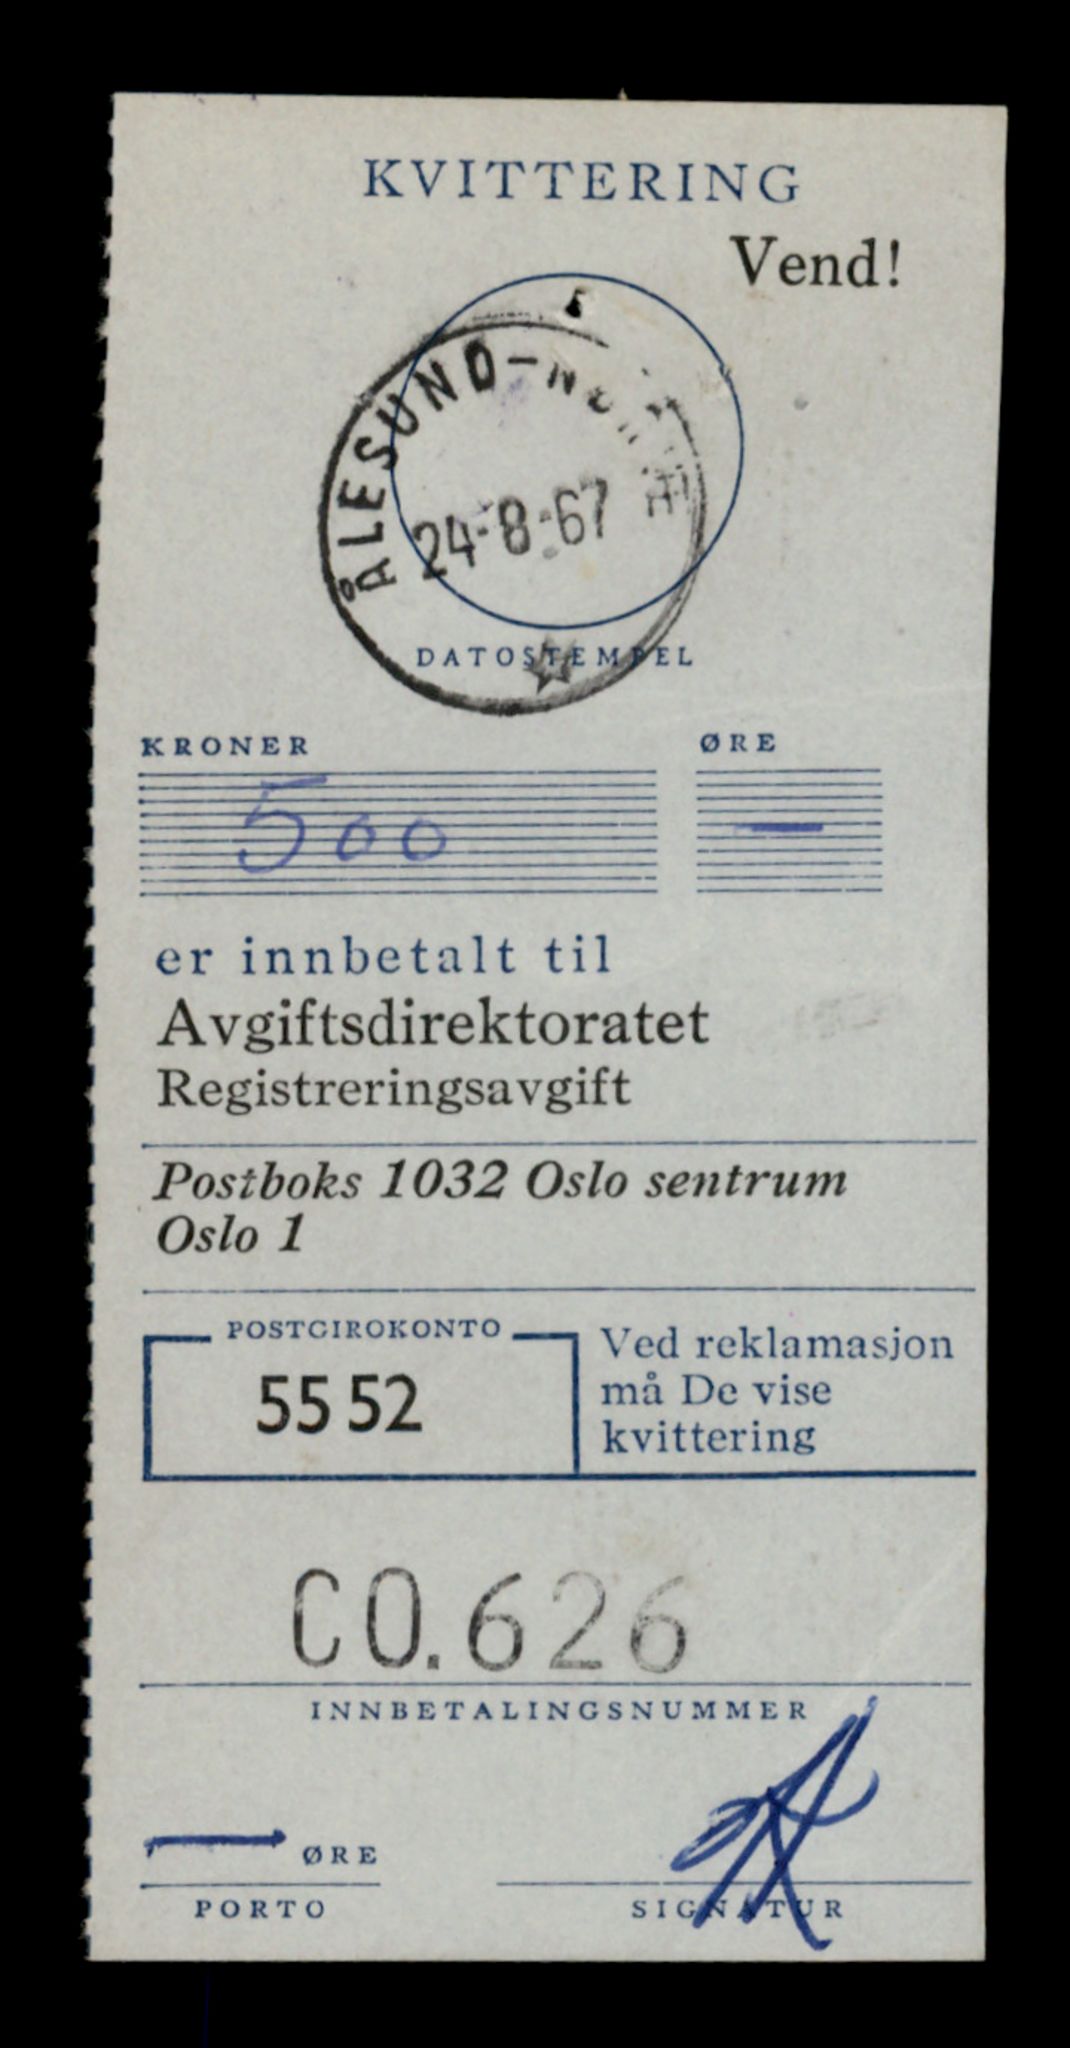 KVITTERING
Vend!
ÅLESUND
24-8-67
DATOSTEMPEL
KRONER ØRE
500 —
er innbetalt til
Avgiftsdirektoratet
Registreringsavgift
Postboks 1032 Oslo sentrum
Oslo 1
POSTGIROKONTO
5552
Ved reklamasjon
må De vise
kvittering
CO.626
INNBETALINGSNUMMER
— ØRE
PORTO
SIGNATUR